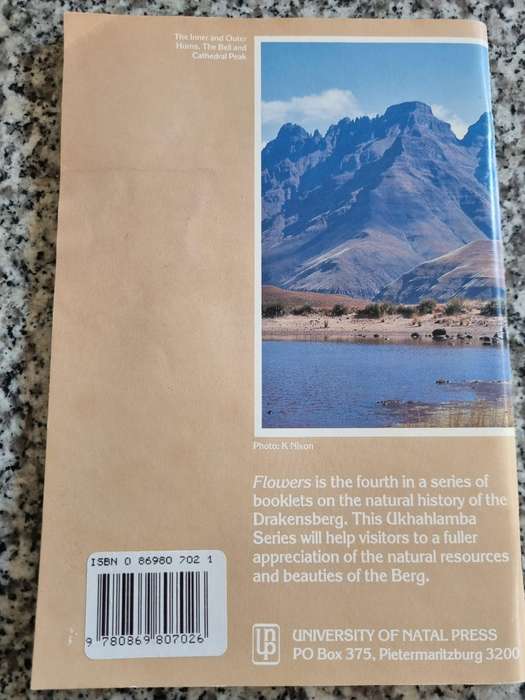 The Inner and Outer
Horns, The Bell and
Cathedral Peak
Photo: K Nixon
Flowers is the fourth in a series of
booklets on the natural history of the
Drakensberg. This Ukhahlamba
Series will help visitors to a fuller
appreciation of the natural resources
and beauties of the Berg.
ISBN 0 86980 702 1
9 780869 807026
UNIVERSITY OF NATAL PRESS
PO Box 375, Pietermaritzburg 3200